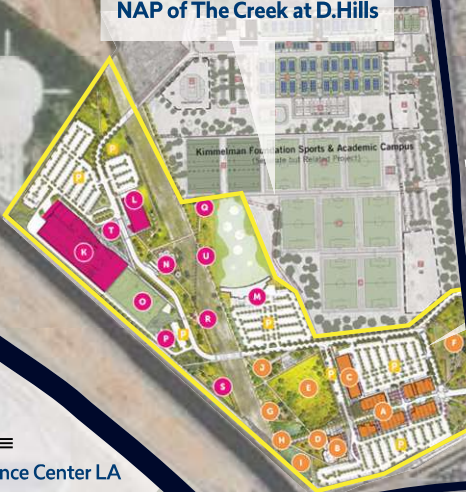 NAP of The Creek at D.Hills
Kimmelman Foundation Sports & Academic Campus
(Separate but Related Project)
P
P
L
Q
T
K
N
U
O
M
P
P
R
P
F
J
P
C
P
S
E
G
A
H
D
B
P
I
nce Center LA